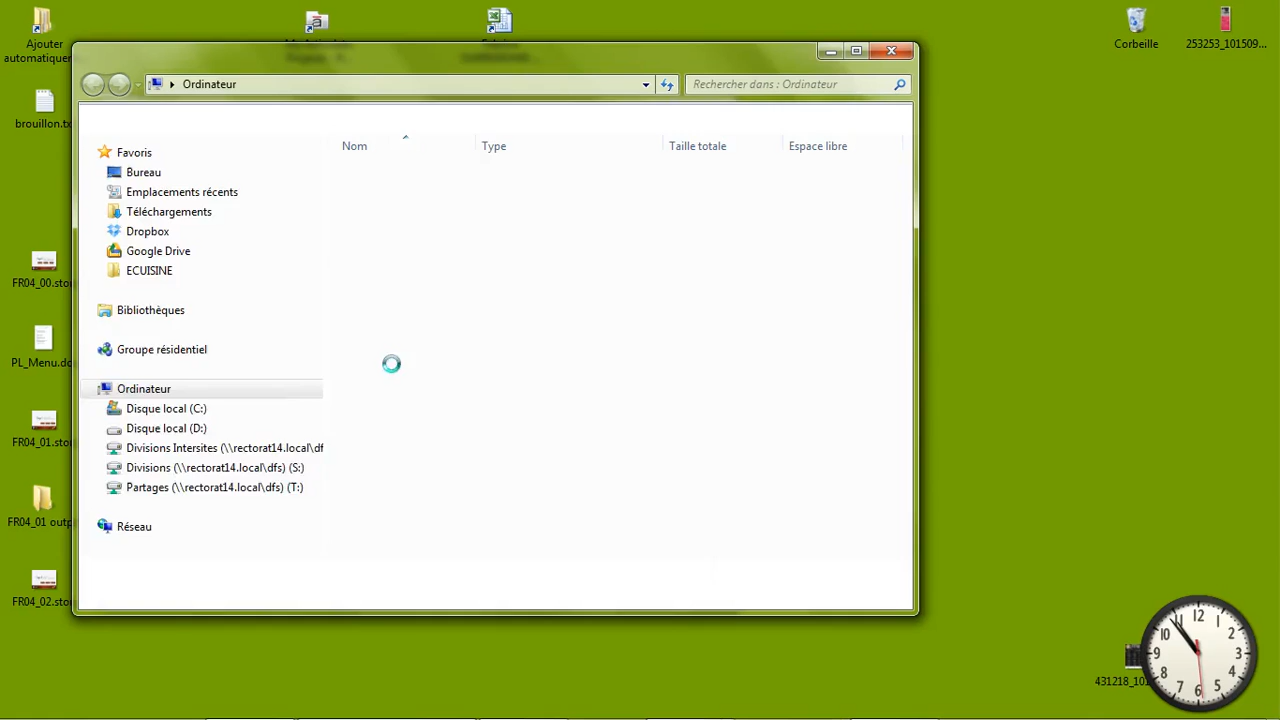 Ajouter
automatique
brouillon.tx
FR04_00.sto
PL_Menu.do
FR04_01.sto
FR04_01 outp
FR04_02.sto
Corbeille
253253_101509...
Ordinateur
Rechercher dans : Ordinateur
Nom
Type
Taille totale
Espace libre
Favoris
Bureau
Emplacements récents
Téléchargements
Dropbox
Google Drive
ECUISINE
Bibliothèques
Groupe résidentiel
Ordinateur
Disque local (C:)
Disque local (D:)
Divisions Intersites (\\rectorat14.local\df
Divisions (\\rectorat14.local\dfs) (S:)
Partages (\\rectorat14.local\dfs) (T:)
Réseau
431218_10
12
1
2
3
4
5
6
7
8
9
10
11